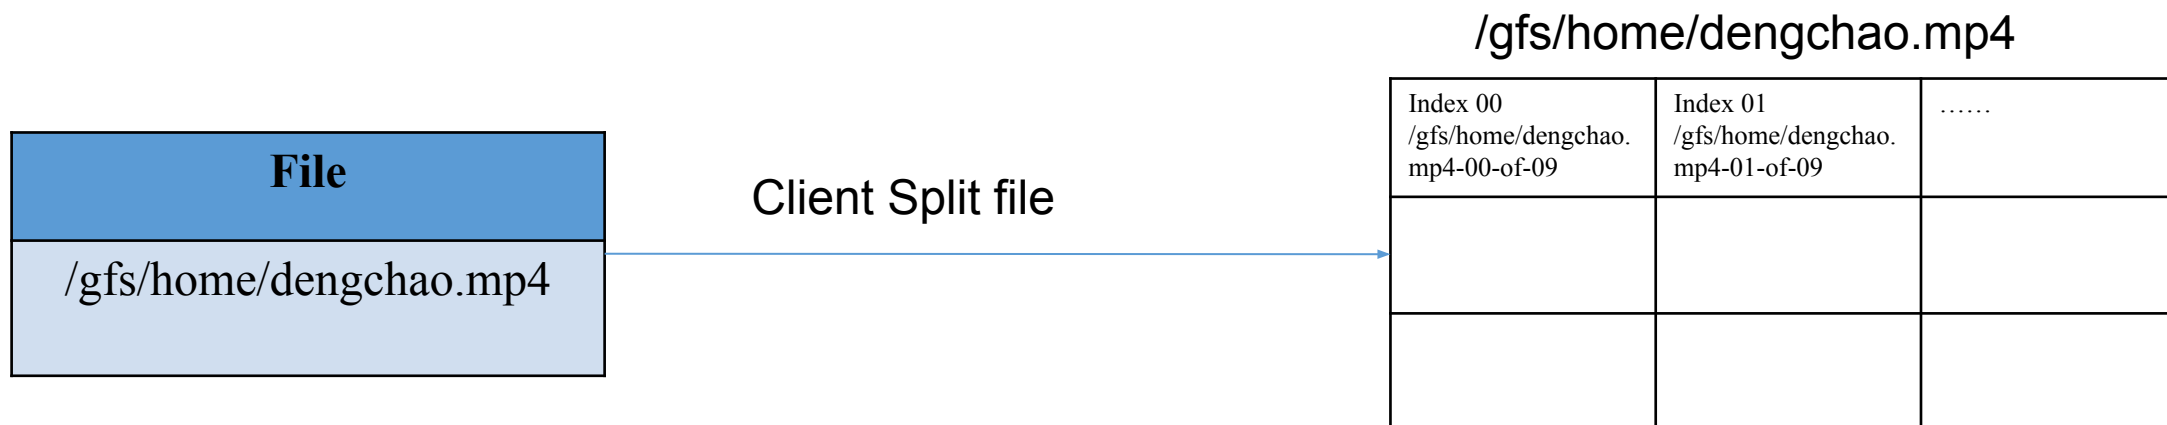 File
/gfs/home/dengchao.mp4
Client Split file
/gfs/home/dengchao.mp4
Index 00
/gfs/home/dengchao.
mp4-00-of-09
Index 01
/gfs/home/dengchao.
mp4-01-of-09
……